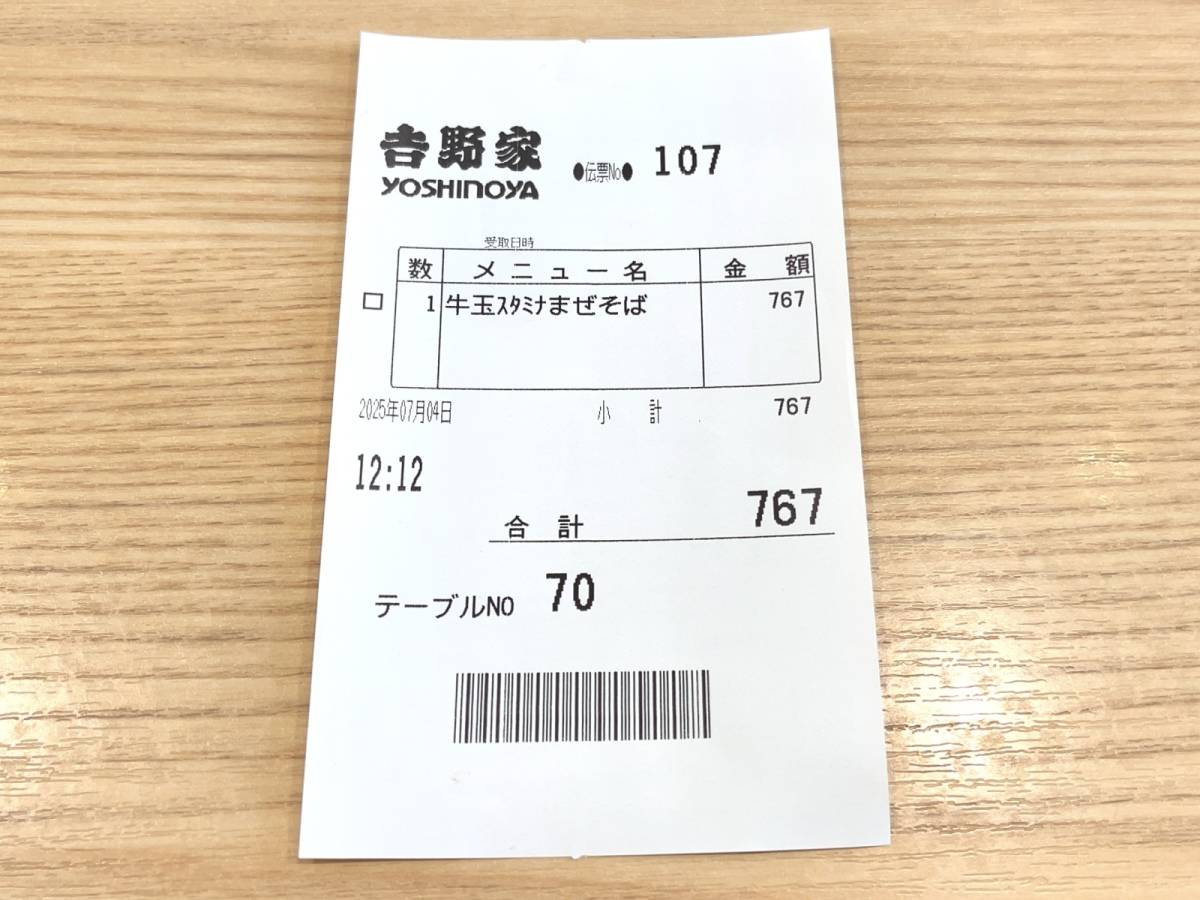 吉野家
YOSHINOYA
●伝票No● 107
受取日時
数 メニュー名 金額
□ 1 牛玉ｽﾀﾐﾅまぜそば 767
2025年07月04日 小計 767
12:12
合計 767
テーブルNO 70